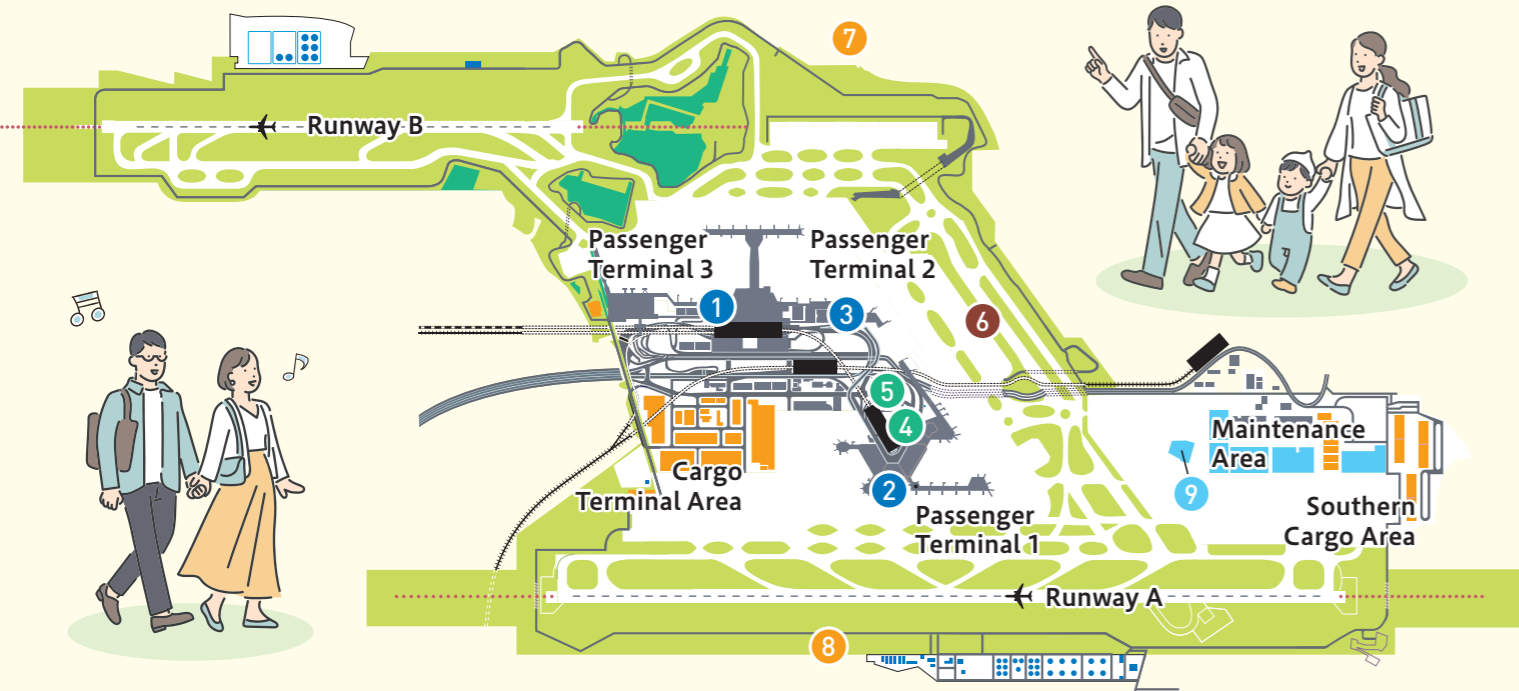 7
Runway B
Passenger
Terminal 3
Passenger
Terminal 2
1
3
6
5
4
Maintenance
Area
Cargo
Terminal Area
2
9
Southern
Cargo Area
Passenger
Terminal 1
Runway A
8